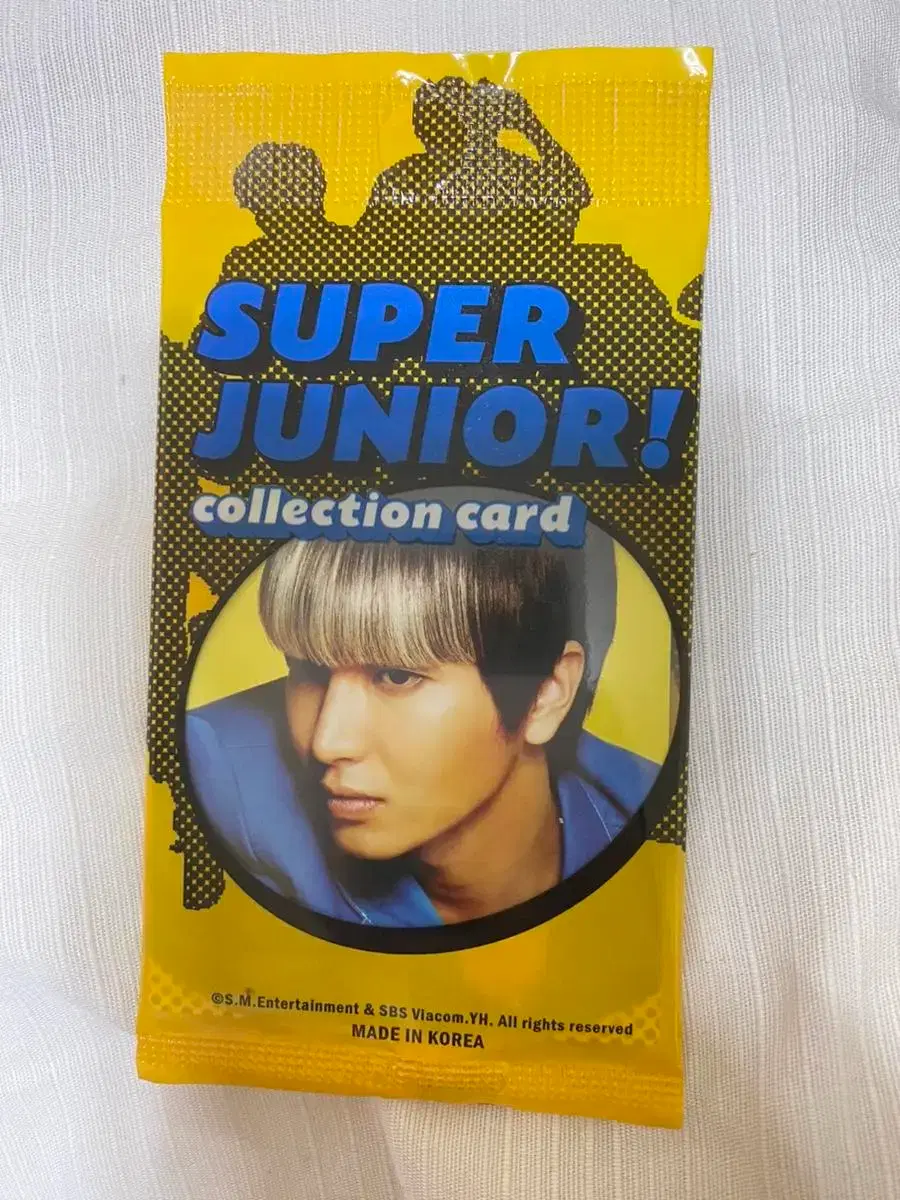 SUPER
JUNIOR!
collection card
©S.M.Entertainment & SBS Viacom.YH. All rights reserved
MADE IN KOREA